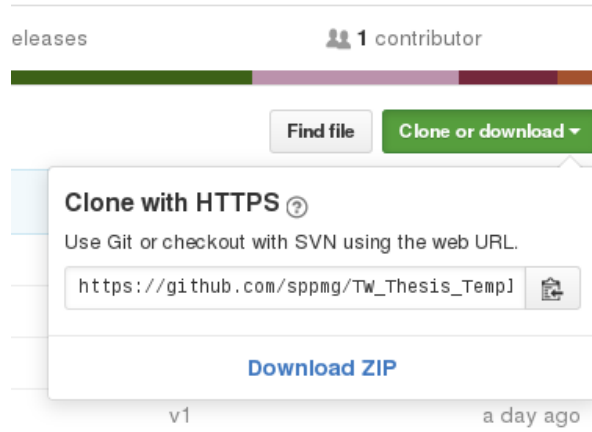 eleases
1 contributor
Find file
Clone or download
Clone with HTTPS ?
Use Git or checkout with SVN using the web URL.
https://github.com/sppmg/TW_Thesis_Templ
Download ZIP
v1
a day ago